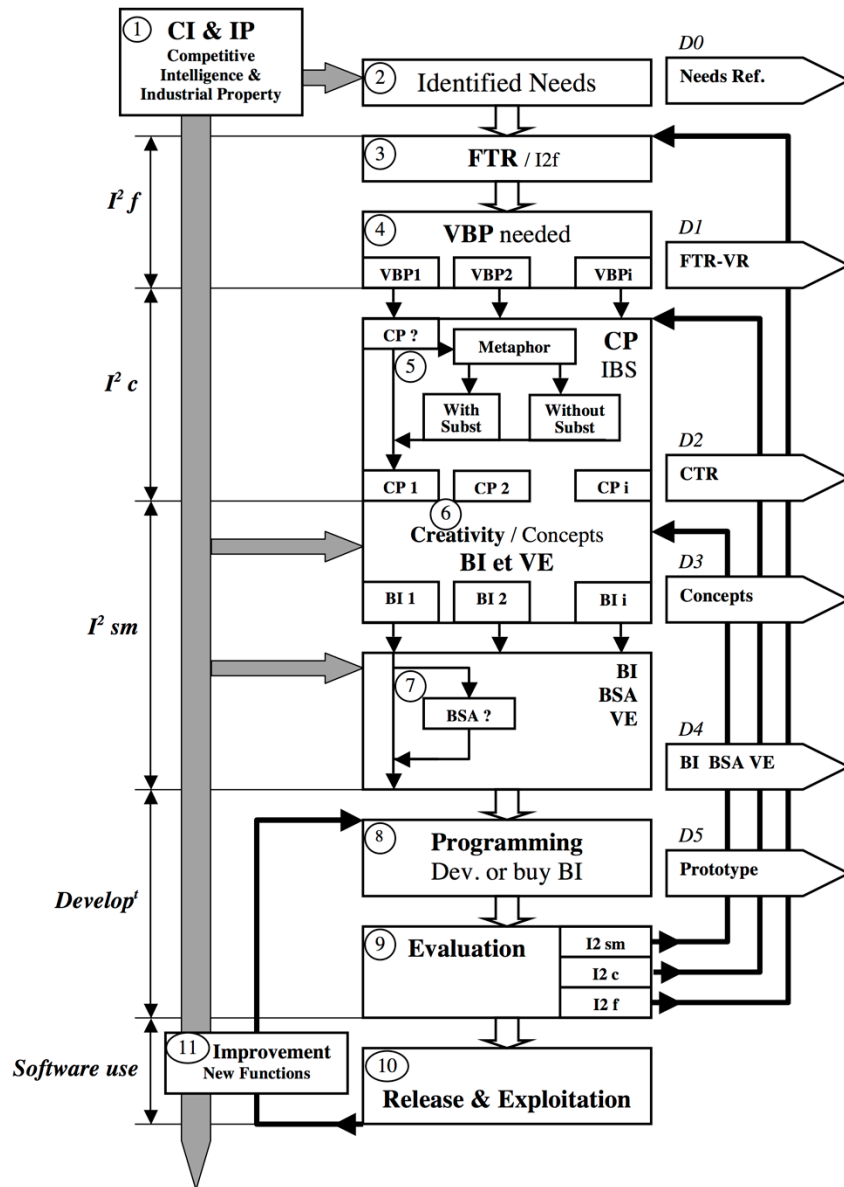 1
CI & IP
Competitive
Intelligence &
Industrial Property
2
Identified Needs
D0
Needs Ref.
I² f
3
FTR / I2f
4
VBP needed
VBP1
VBP2
VBPi
D1
FTR-VR
I² c
CP ?
5
Metaphor
With
Subst
Without
Subst
CP
IBS
CP 1
CP 2
CP i
D2
CTR
I² sm
6
Creativity / Concepts
BI et VE
BI 1
BI 2
BI i
D3
Concepts
7
BSA ?
BI
BSA
VE
D4
BI BSA VE
Developᵗ
8
Programming
Dev. or buy BI
D5
Prototype
9
Evaluation
I2 sm
I2 c
I2 f
Software use
11
Improvement
New Functions
10
Release & Exploitation